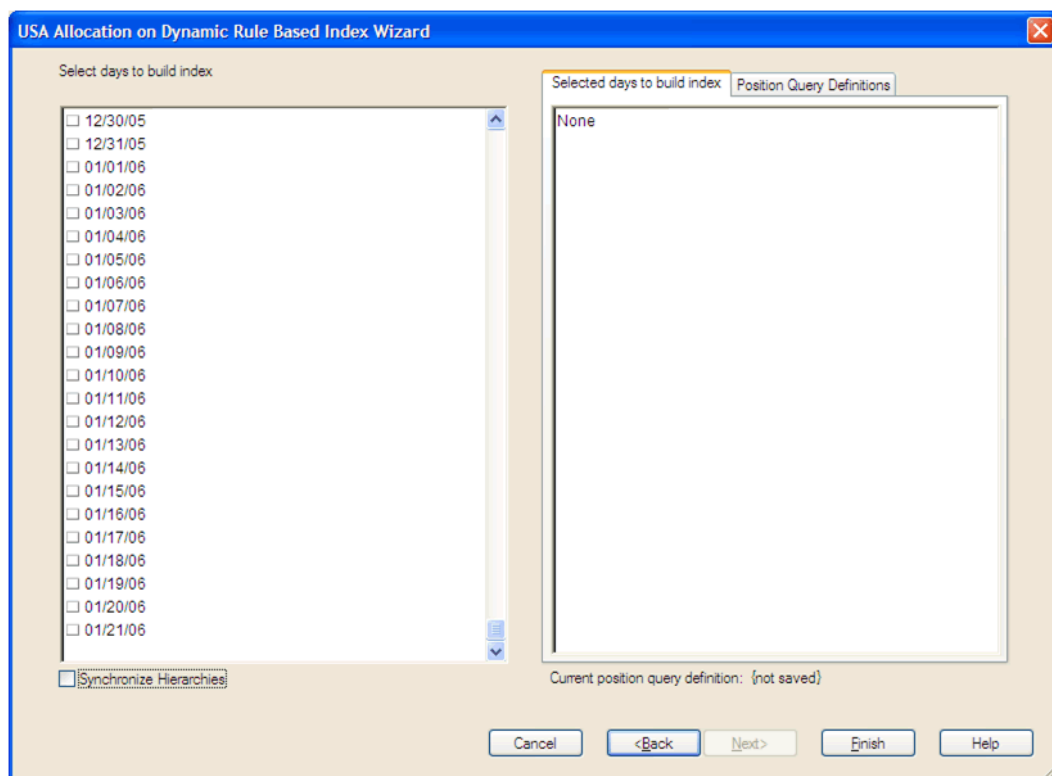 USA Allocation on Dynamic Rule Based Index Wizard
Select days to build index
12/30/05
12/31/05
01/01/06
01/02/06
01/03/06
01/04/06
01/05/06
01/06/06
01/07/06
01/08/06
01/09/06
01/10/06
01/11/06
01/12/06
01/13/06
01/14/06
01/15/06
01/16/06
01/17/06
01/18/06
01/19/06
01/20/06
01/21/06
Synchronize Hierarchies
Selected days to build index
Position Query Definitions
None
Current position query definition: {not saved}
Cancel
<Back
Next>
Finish
Help